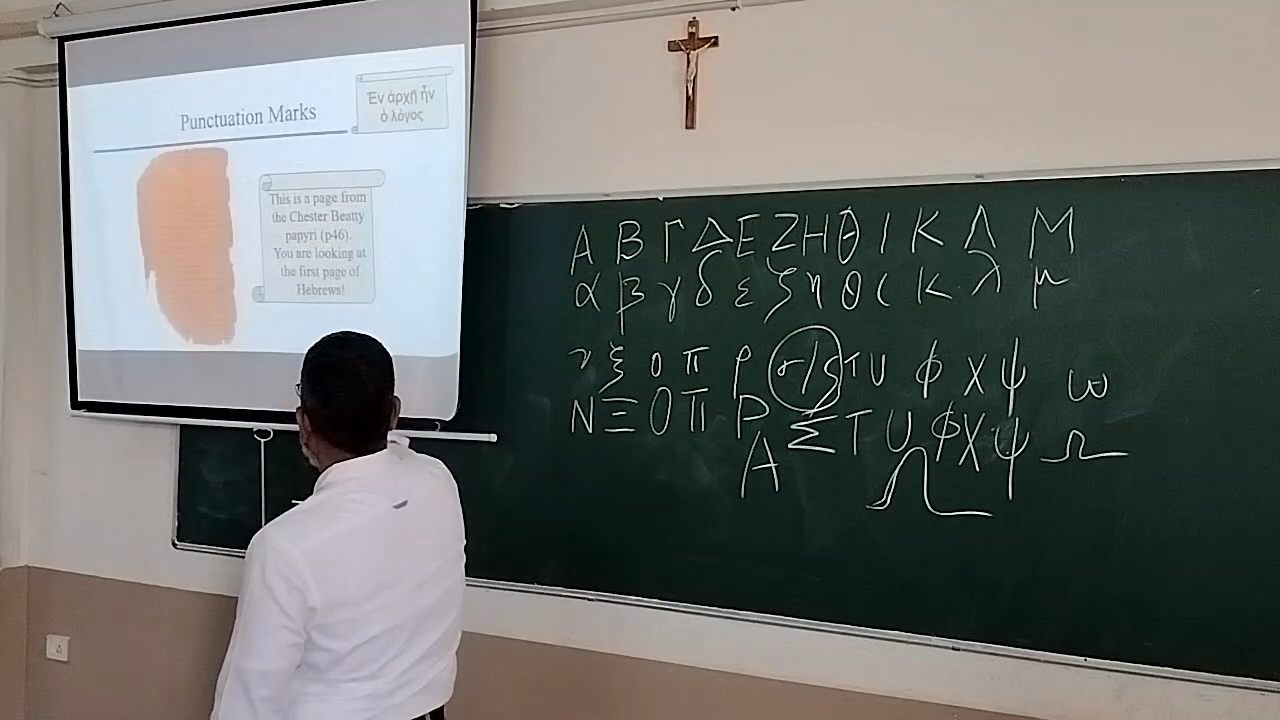 Punctuation Marks
Ἐν ἀρχῇ ἦν
ὁ λόγος
This is a page from
the Chester Beatty
papyri (p46).
You are looking at
the first page of
Hebrews!
Α Β Γ Δ Ε Ζ Η Θ Ι Κ Λ Μ
α β γ δ ε ζ η θ ι κ λ μ
ν ξ ο π ρ σ/ς τ υ φ χ ψ ω
Ν Ξ Ο Π Ρ Σ Τ Υ Φ Χ Ψ Ω
Α Ω